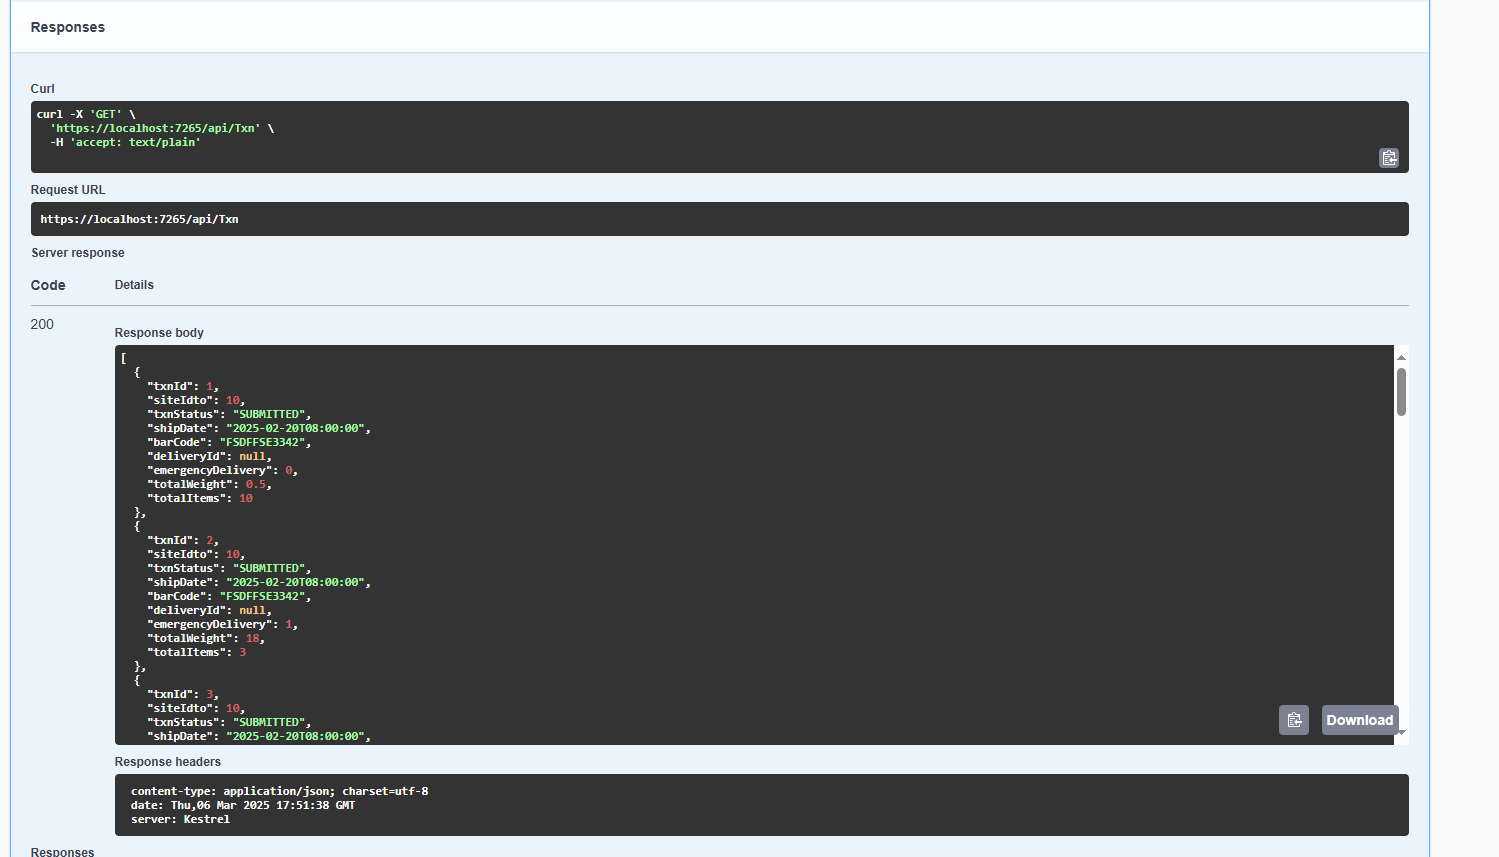 Responses
Curl
curl -X 'GET' \
  'https://localhost:7265/api/Txn' \
  -H 'accept: text/plain'
Request URL
https://localhost:7265/api/Txn
Server response
Code Details
200
Response body
[
  {
    "txnId": 1,
    "siteIdto": 10,
    "txnStatus": "SUBMITTED",
    "shipDate": "2025-02-20T08:00:00",
    "barCode": "FSDFFSE3342",
    "deliveryId": null,
    "emergencyDelivery": 0,
    "totalWeight": 0.5,
    "totalItems": 10
  },
  {
    "txnId": 2,
    "siteIdto": 10,
    "txnStatus": "SUBMITTED",
    "shipDate": "2025-02-20T08:00:00",
    "barCode": "FSDFFSE3342",
    "deliveryId": null,
    "emergencyDelivery": 1,
    "totalWeight": 18,
    "totalItems": 3
  },
  {
    "txnId": 3,
    "siteIdto": 10,
    "txnStatus": "SUBMITTED",
    "shipDate": "2025-02-20T08:00:00",
Download
Response headers
content-type: application/json; charset=utf-8
date: Thu,06 Mar 2025 17:51:38 GMT
server: Kestrel
Responses